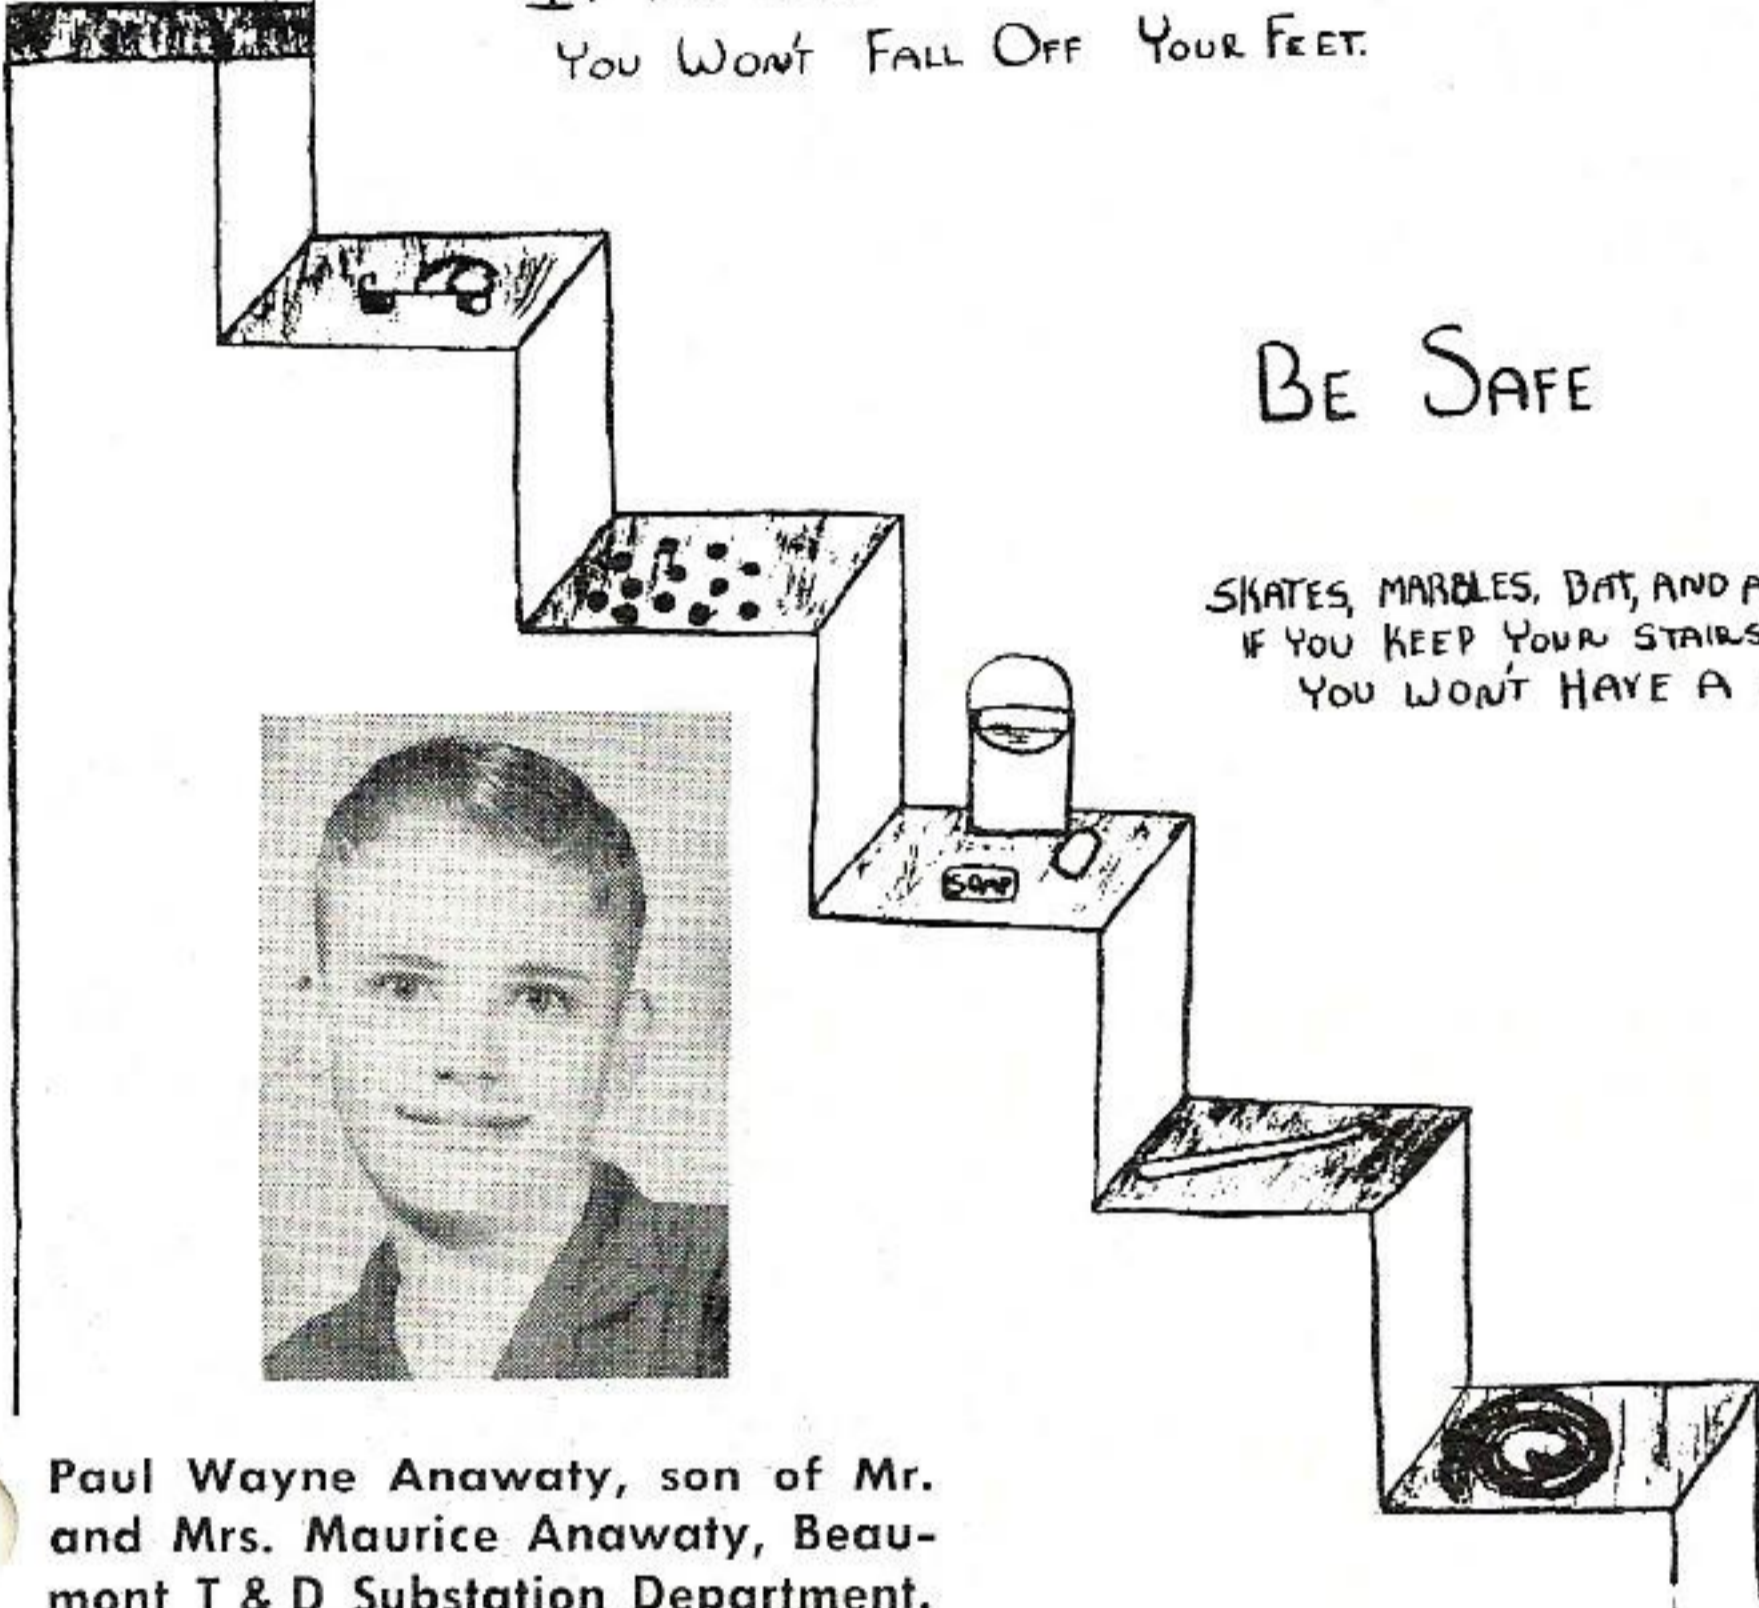 YOU WON'T FALL OFF YOUR FEET.
BE SAFE
SKATES, MARBLES, BAT, AND
IF YOU KEEP YOUR STAIRS
YOU WON'T HAVE A
SOAP
Paul Wayne Anawaty, son of Mr.
and Mrs. Maurice Anawaty, Beau-
mont T & D Substation Department.